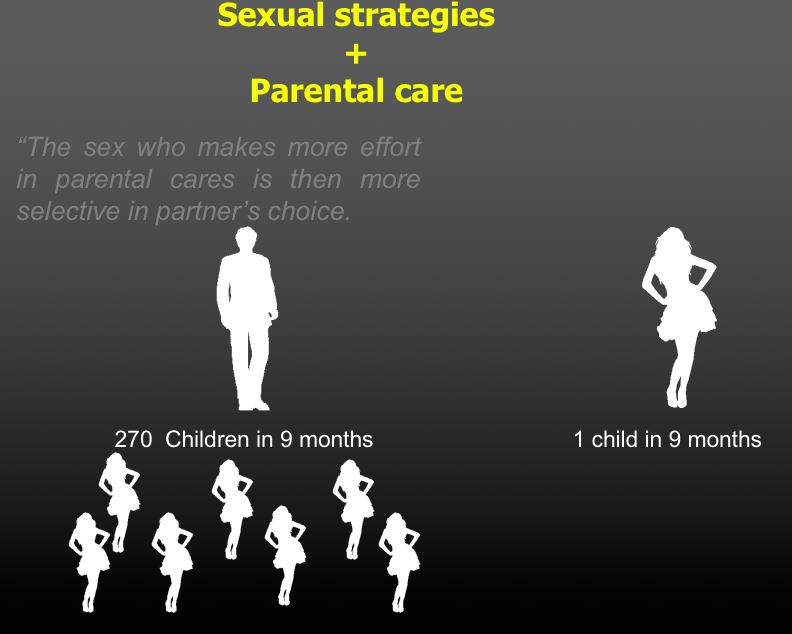 Sexual strategies
+
Parental care
“The sex who makes more effort
in parental cares is then more
selective in partner’s choice.
270  Children in 9 months
1 child in 9 months